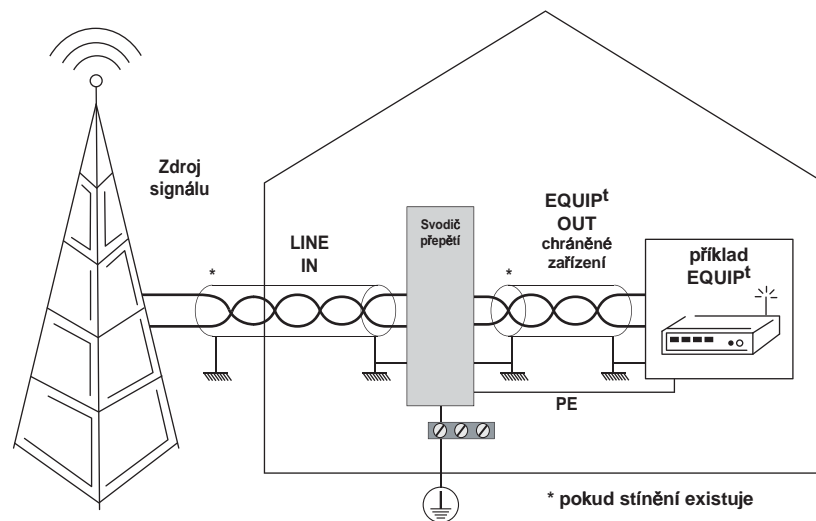 Zdroj
signálu
LINE
IN
*
Svodič
přepětí
EQUIPt
OUT
chráněné
zařízení
*
příklad
EQUIPt
PE
* pokud stínění existuje